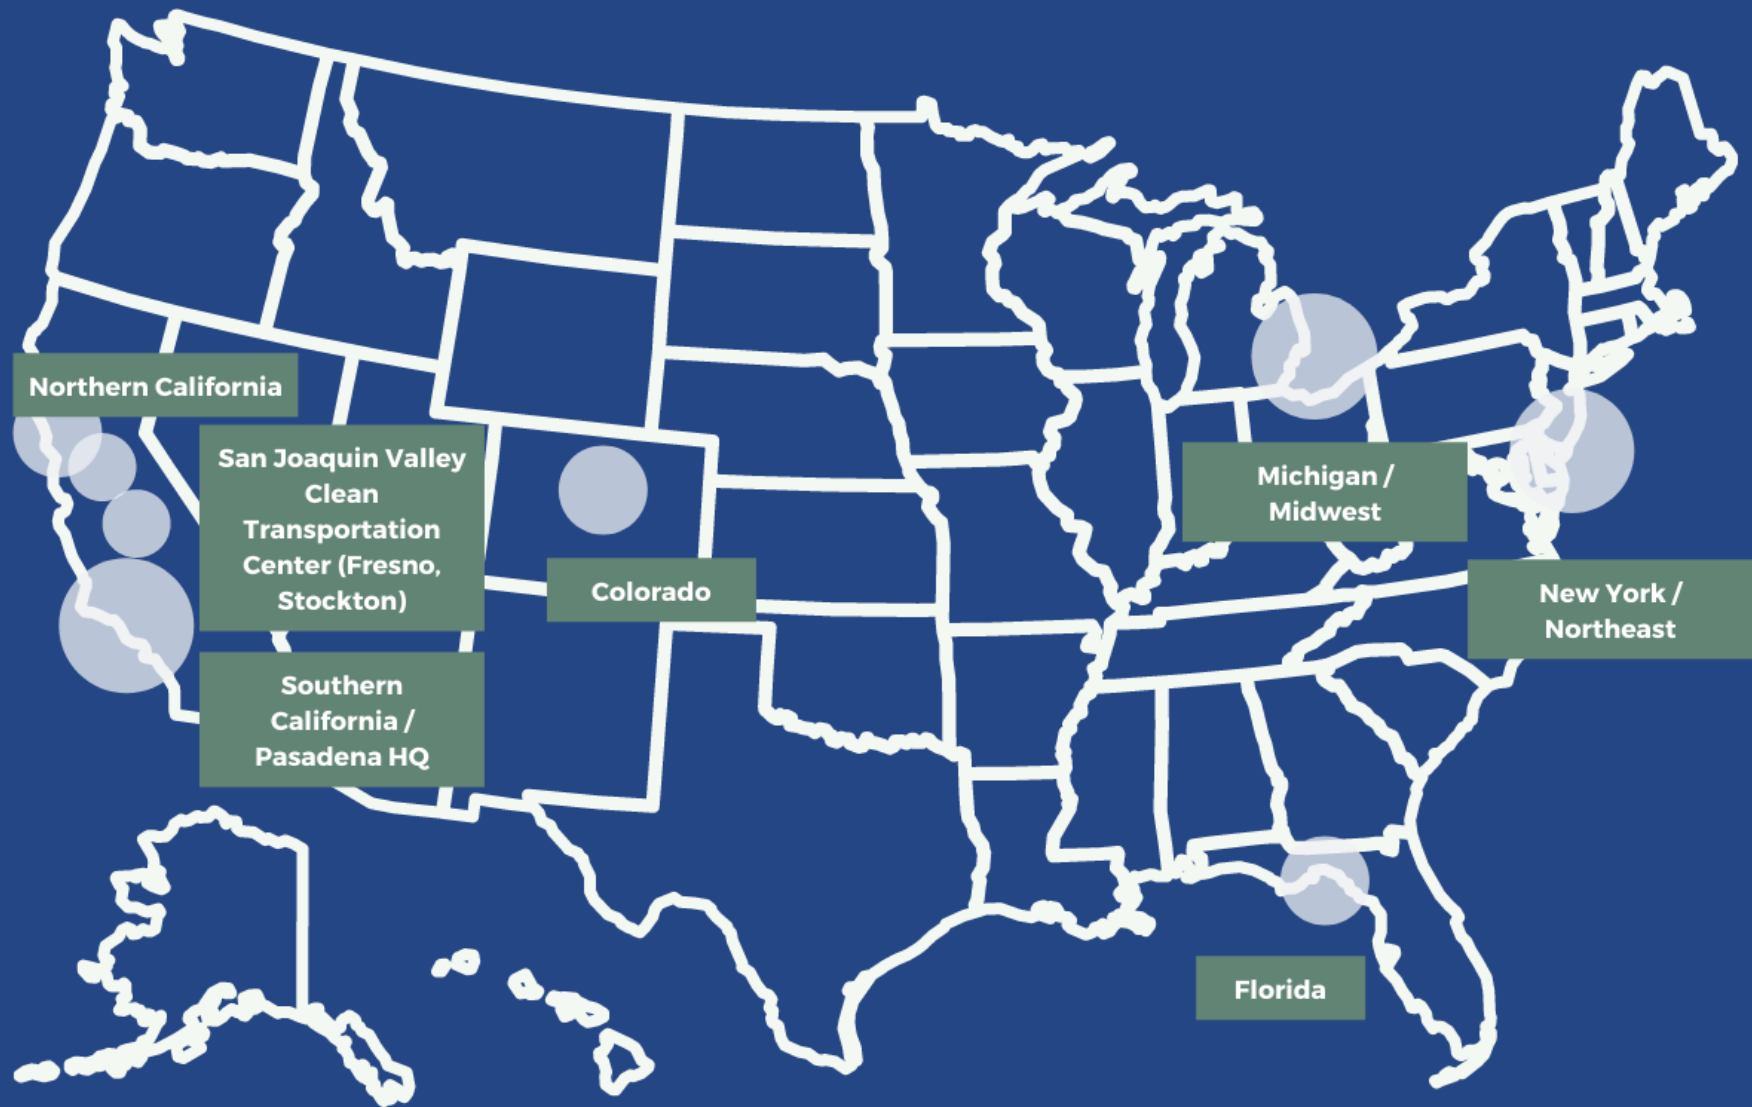 Northern California
San Joaquin Valley
Clean
Transportation
Center (Fresno,
Stockton)
Colorado
Southern
California /
Pasadena HQ
Michigan /
Midwest
New York /
Northeast
Florida